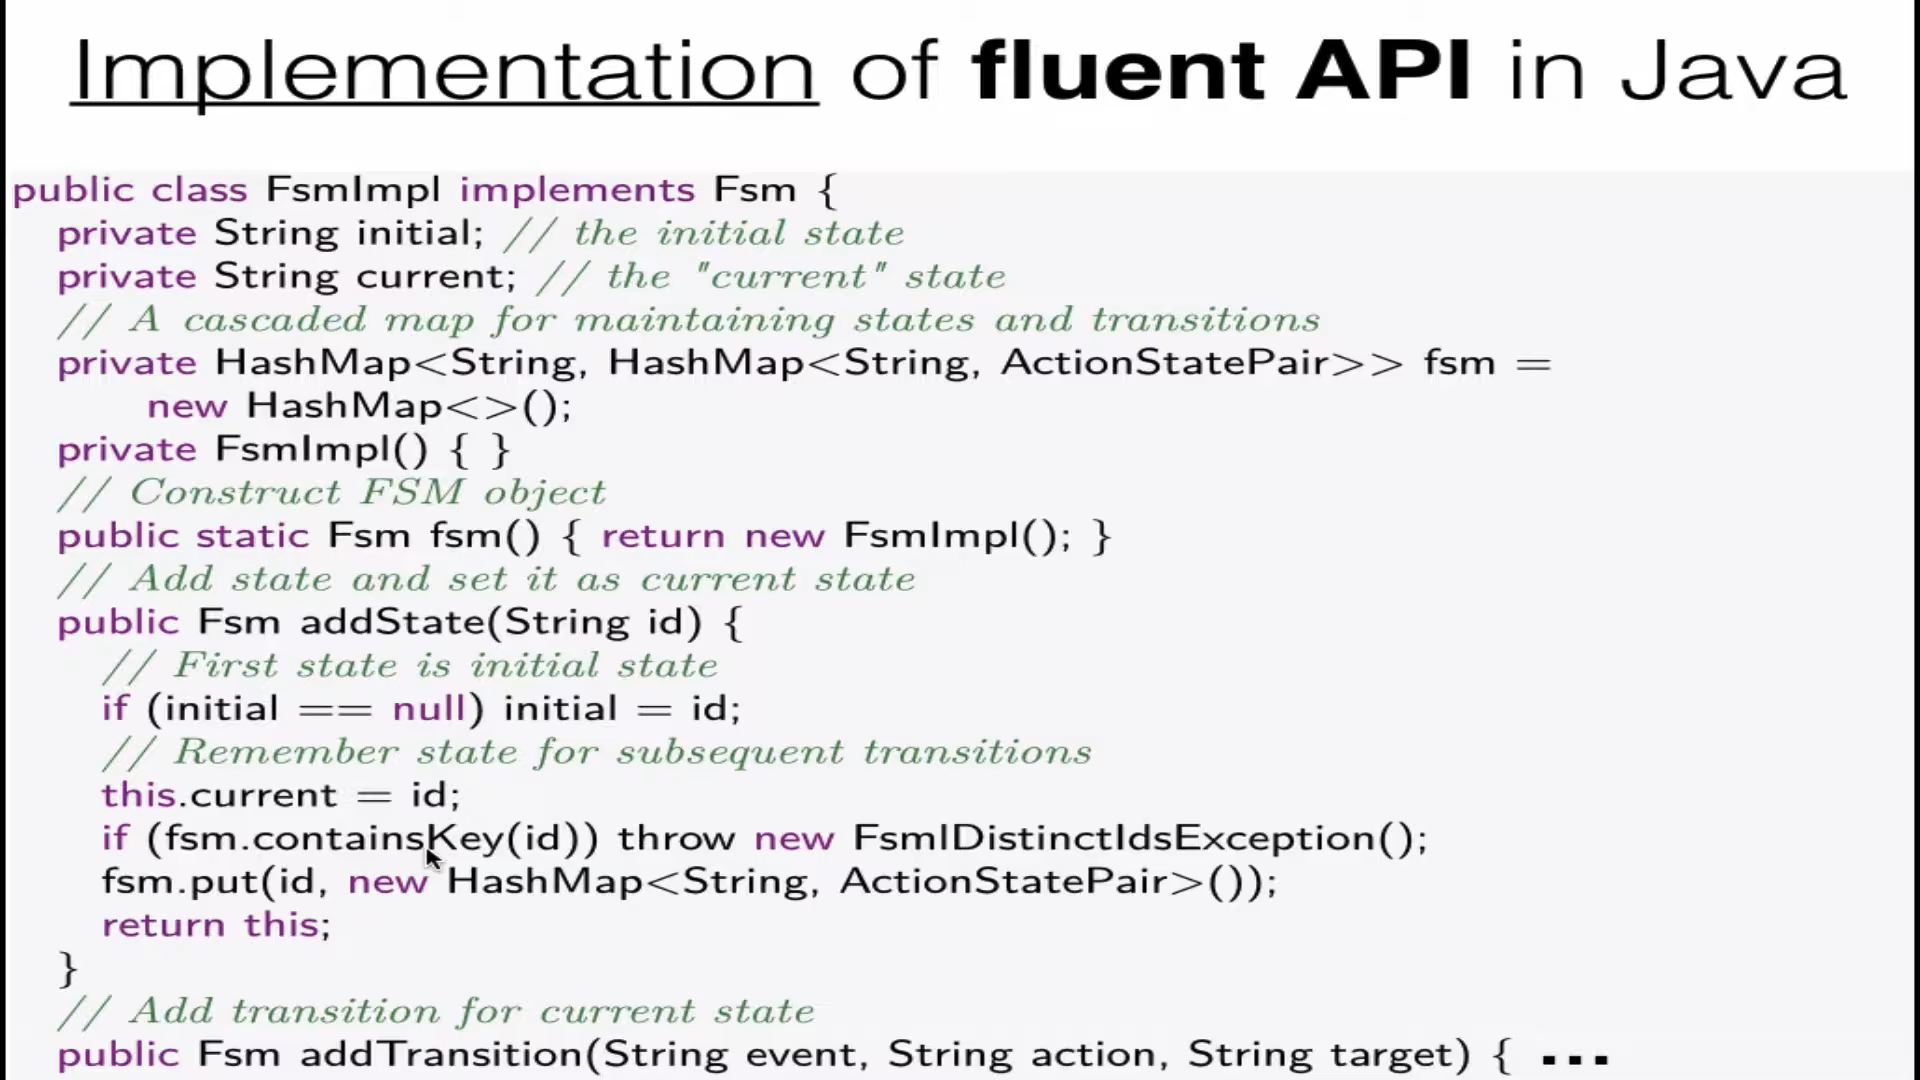 Implementation of fluent API in Java
public class FsmImpl implements Fsm {
private String initial; // the initial state
private String current; // the "current" state
// A cascaded map for maintaining states and transitions
private HashMap<String, HashMap<String, ActionStatePair>> fsm =
new HashMap<>();
private FsmImpl() { }
// Construct FSM object
public static Fsm fsm() { return new FsmImpl(); }
// Add state and set it as current state
public Fsm addState(String id) {
// First state is initial state
if (initial == null) initial = id;
// Remember state for subsequent transitions
this.current = id;
if (fsm.containsKey(id)) throw new FsmlDistinctIdsException();
fsm.put(id, new HashMap<String, ActionStatePair>());
return this;
}
// Add transition for current state
public Fsm addTransition(String event, String action, String target) { ...